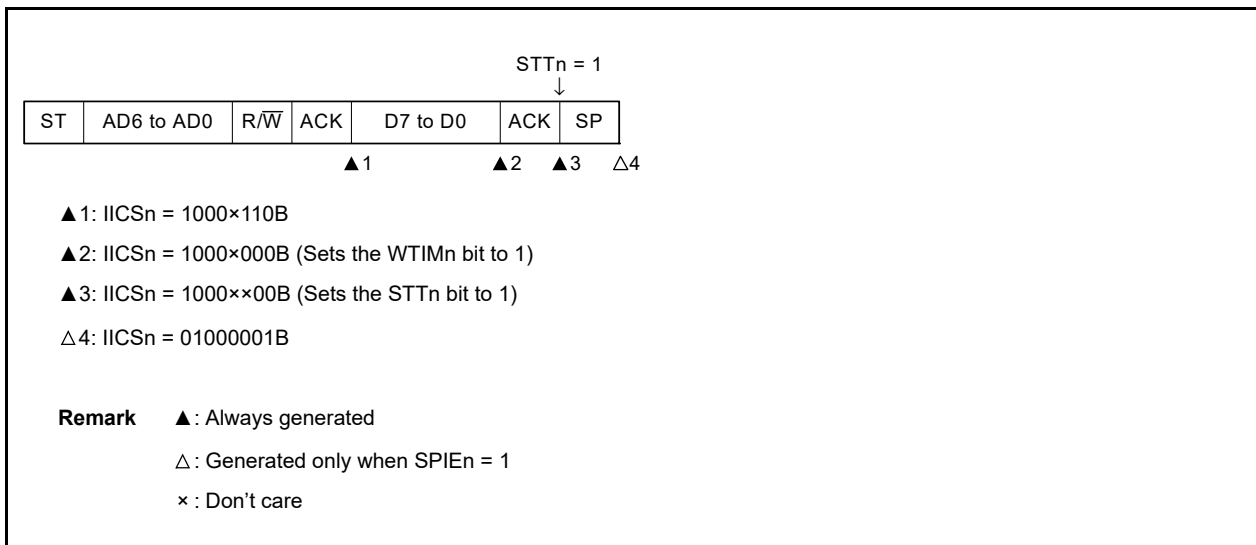 STTn = 1
↓
ST AD6 to AD0 R/W̅ ACK D7 to D0 ACK SP
▲1 ▲2 ▲3 △4
▲1: IICSn = 1000×110B
▲2: IICSn = 1000×000B (Sets the WTIMn bit to 1)
▲3: IICSn = 1000××00B (Sets the STTn bit to 1)
△4: IICSn = 01000001B
Remark ▲: Always generated
△: Generated only when SPIEn = 1
×: Don't care